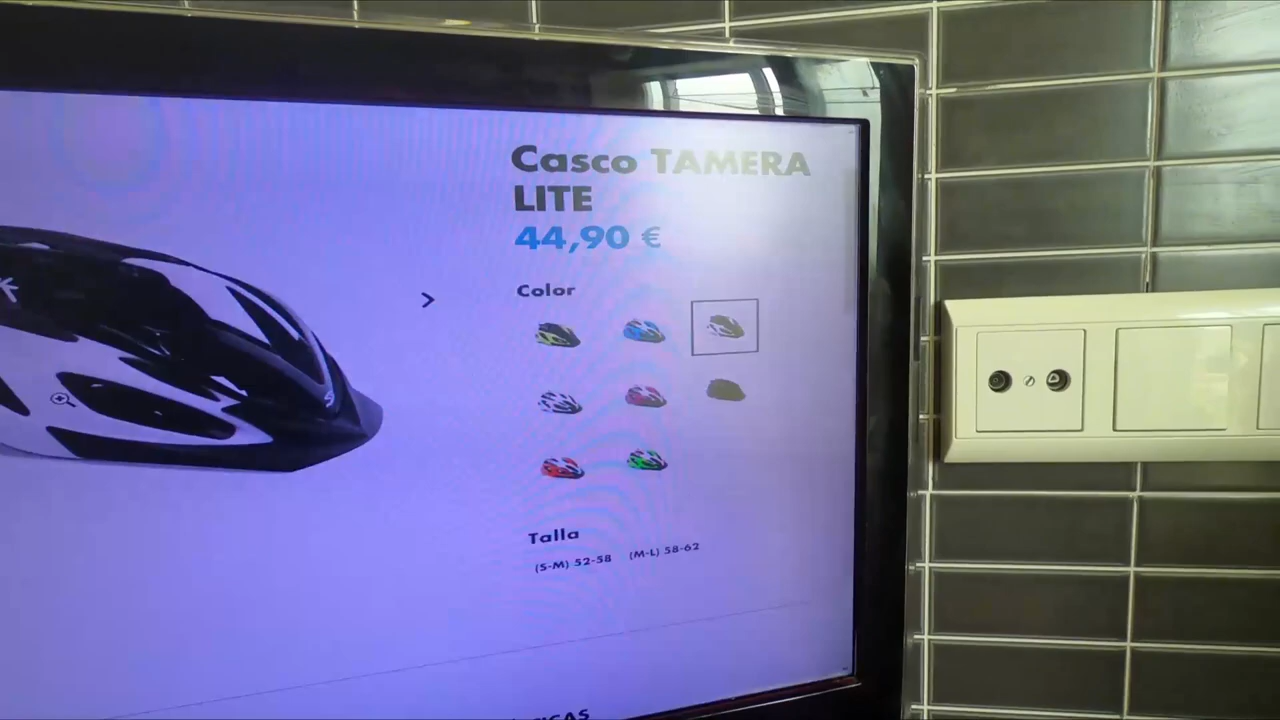 Casco TAMERA
LITE
44,90 €
Color
Talla
(S-M) 52-58 (M-L) 58-62